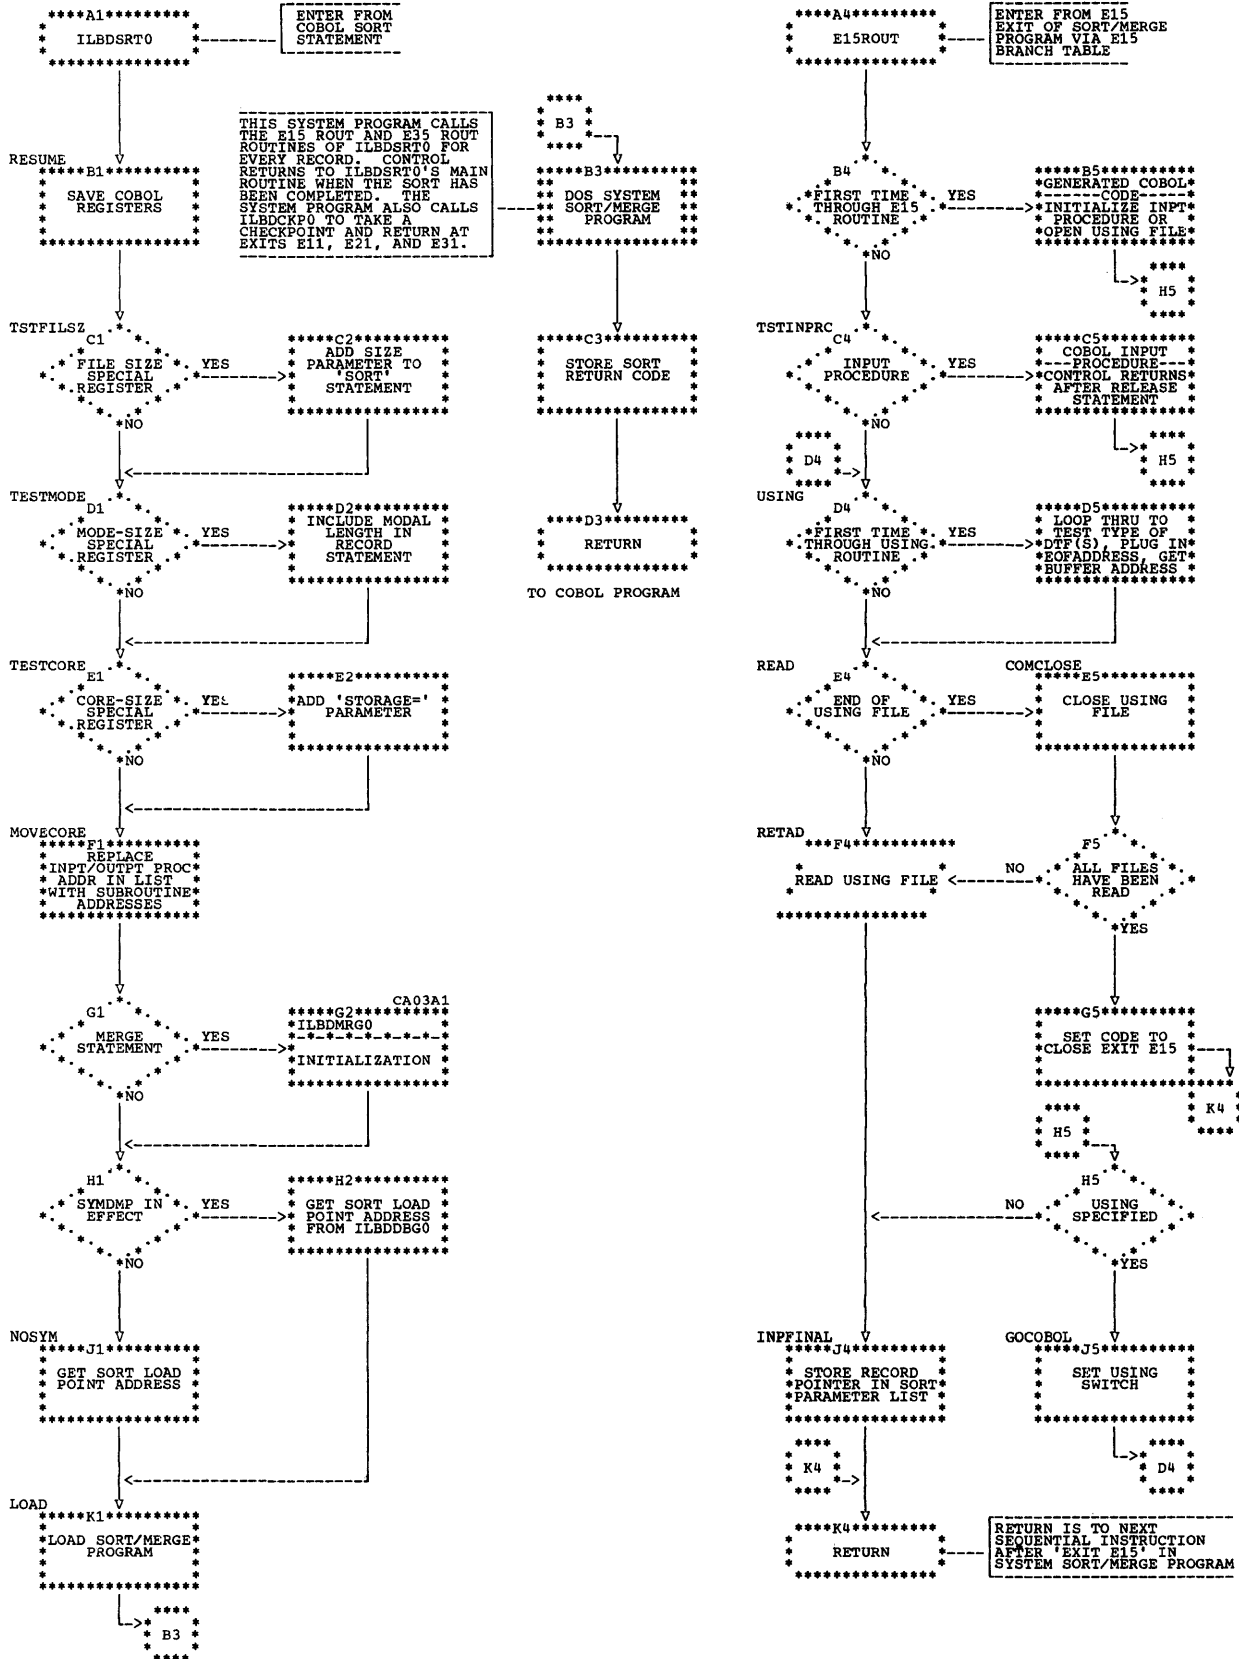 A1
ILBDSRT0
ENTER FROM
COBOL SORT
STATEMENT
RESUME
B1
SAVE COBOL
REGISTERS
THIS SYSTEM PROGRAM CALLS
THE E15 ROUT AND E35 ROUT
ROUTINES OF ILBDSRT0 FOR
EVERY RECORD. CONTROL
RETURNS TO ILBDSRT0'S MAIN
ROUTINE WHEN THE SORT HAS
BEEN COMPLETED. THE
SYSTEM PROGRAM ALSO CALLS
ILBDCKP0 TO TAKE A
CHECKPOINT AND RETURN AT
EXITS E11, E21, AND E31.
B3
B3
DOS SYSTEM
SORT/MERGE
PROGRAM
TSTFILSZ
C1
FILE SIZE
SPECIAL
REGISTER
YES
NO
C2
ADD SIZE
PARAMETER TO
'SORT'
STATEMENT
C3
STORE SORT
RETURN CODE
TESTMODE
D1
MODE-SIZE
SPECIAL
REGISTER
YES
NO
D2
INCLUDE MODAL
LENGTH IN
RECORD
STATEMENT
D3
RETURN
TO COBOL PROGRAM
TESTCORE
E1
CORE-SIZE
SPECIAL
REGISTER
YES
NO
E2
ADD 'STORAGE='
PARAMETER
MOVECORE
F1
REPLACE
INPT/OUTPT PROC
ADDR IN LIST
WITH SUBROUTINE
ADDRESSES
G1
MERGE
STATEMENT
YES
NO
CA03A1
G2
ILBDMRG0
INITIALIZATION
H1
SYMDMP IN
EFFECT
YES
NO
H2
GET SORT LOAD
POINT ADDRESS
FROM ILBDDBG0
NOSYM
J1
GET SORT LOAD
POINT ADDRESS
LOAD
K1
LOAD SORT/MERGE
PROGRAM
B3
A4
E15ROUT
ENTER FROM E15
EXIT OF SORT/MERGE
PROGRAM VIA E15
BRANCH TABLE
B4
FIRST TIME
THROUGH E15
ROUTINE
YES
NO
B5
GENERATED COBOL
CODE
INITIALIZE INPT
PROCEDURE OR
OPEN USING FILE
H5
TSTINPRC
C4
INPUT
PROCEDURE
YES
NO
C5
COBOL INPUT
PROCEDURE
CONTROL RETURNS
AFTER RELEASE
STATEMENT
H5
D4
USING
D4
FIRST TIME
THROUGH USING
ROUTINE
YES
NO
D5
LOOP THRU TO
TEST TYPE OF
DTF(S), PLUG IN
EOFADDRESS, GET
BUFFER ADDRESS
READ
E4
END OF
USING FILE
YES
NO
COMCLOSE
E5
CLOSE USING
FILE
RETAD
F4
READ USING FILE
NO
F5
ALL FILES
HAVE BEEN
READ
YES
G5
SET CODE TO
CLOSE EXIT E15
K4
H5
H5
USING
SPECIFIED
NO
YES
INPFINAL
J4
STORE RECORD
POINTER IN SORT
PARAMETER LIST
GOCOBOL
J5
SET USING
SWITCH
D4
K4
K4
RETURN
RETURN IS TO NEXT
SEQUENTIAL INSTRUCTION
AFTER 'EXIT E15' IN
SYSTEM SORT/MERGE PROGRAM